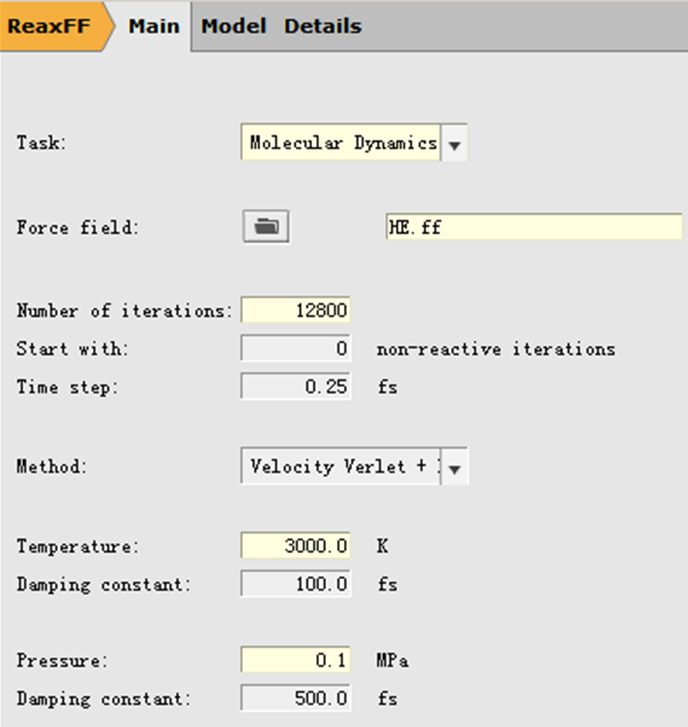 ReaxFF Main Model Details
Task: Molecular Dynamics
Force field: HE.ff
Number of iterations: 12800
Start with: 0 non-reactive iterations
Time step: 0.25 fs
Method: Velocity Verlet +
Temperature: 3000.0 K
Damping constant: 100.0 fs
Pressure: 0.1 MPa
Damping constant: 500.0 fs